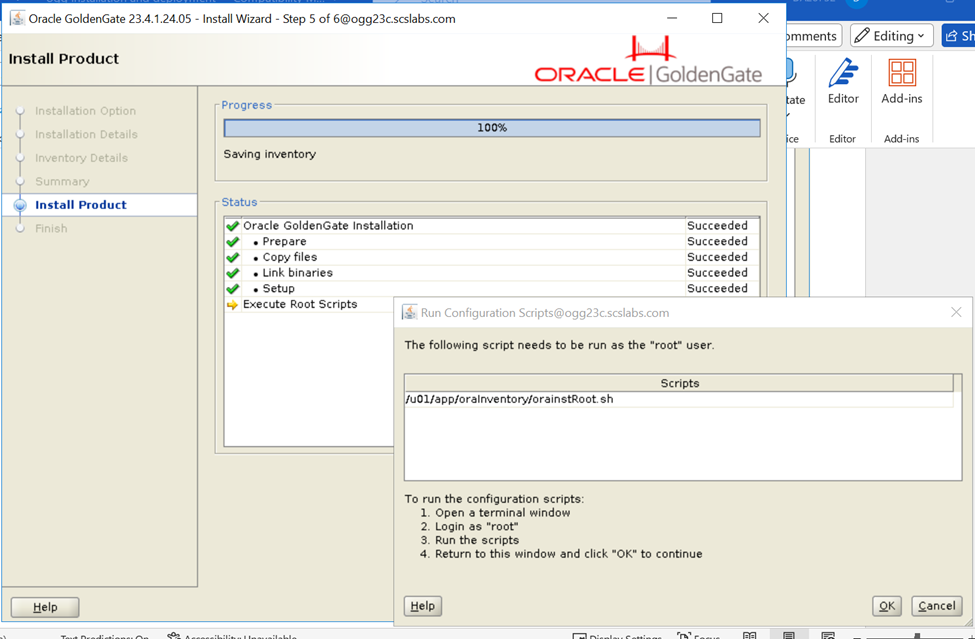 Oracle GoldenGate 23.4.1.24.05 - Install Wizard - Step 5 of 6@ogg23c.scslabs.com
Install Product
ORACLE | GoldenGate
mments
Editing
Sh
tate
Editor
Add-ins
ice
Editor
Add-ins
Installation Option
Installation Details
Inventory Details
Summary
Install Product
Finish
Progress
100%
Saving inventory
Status
Oracle GoldenGate Installation Succeeded
• Prepare Succeeded
• Copy files Succeeded
• Link binaries Succeeded
• Setup Succeeded
Execute Root Scripts
Run Configuration Scripts@ogg23c.scslabs.com
The following script needs to be run as the "root" user.
Scripts
/u01/app/oraInventory/orainstRoot.sh
To run the configuration scripts:
1. Open a terminal window
2. Login as "root"
3. Run the scripts
4. Return to this window and click "OK" to continue
Help
OK
Cancel
Help
Text Predictions: On
Accessibility: Unavailable
Display Settings
Focus